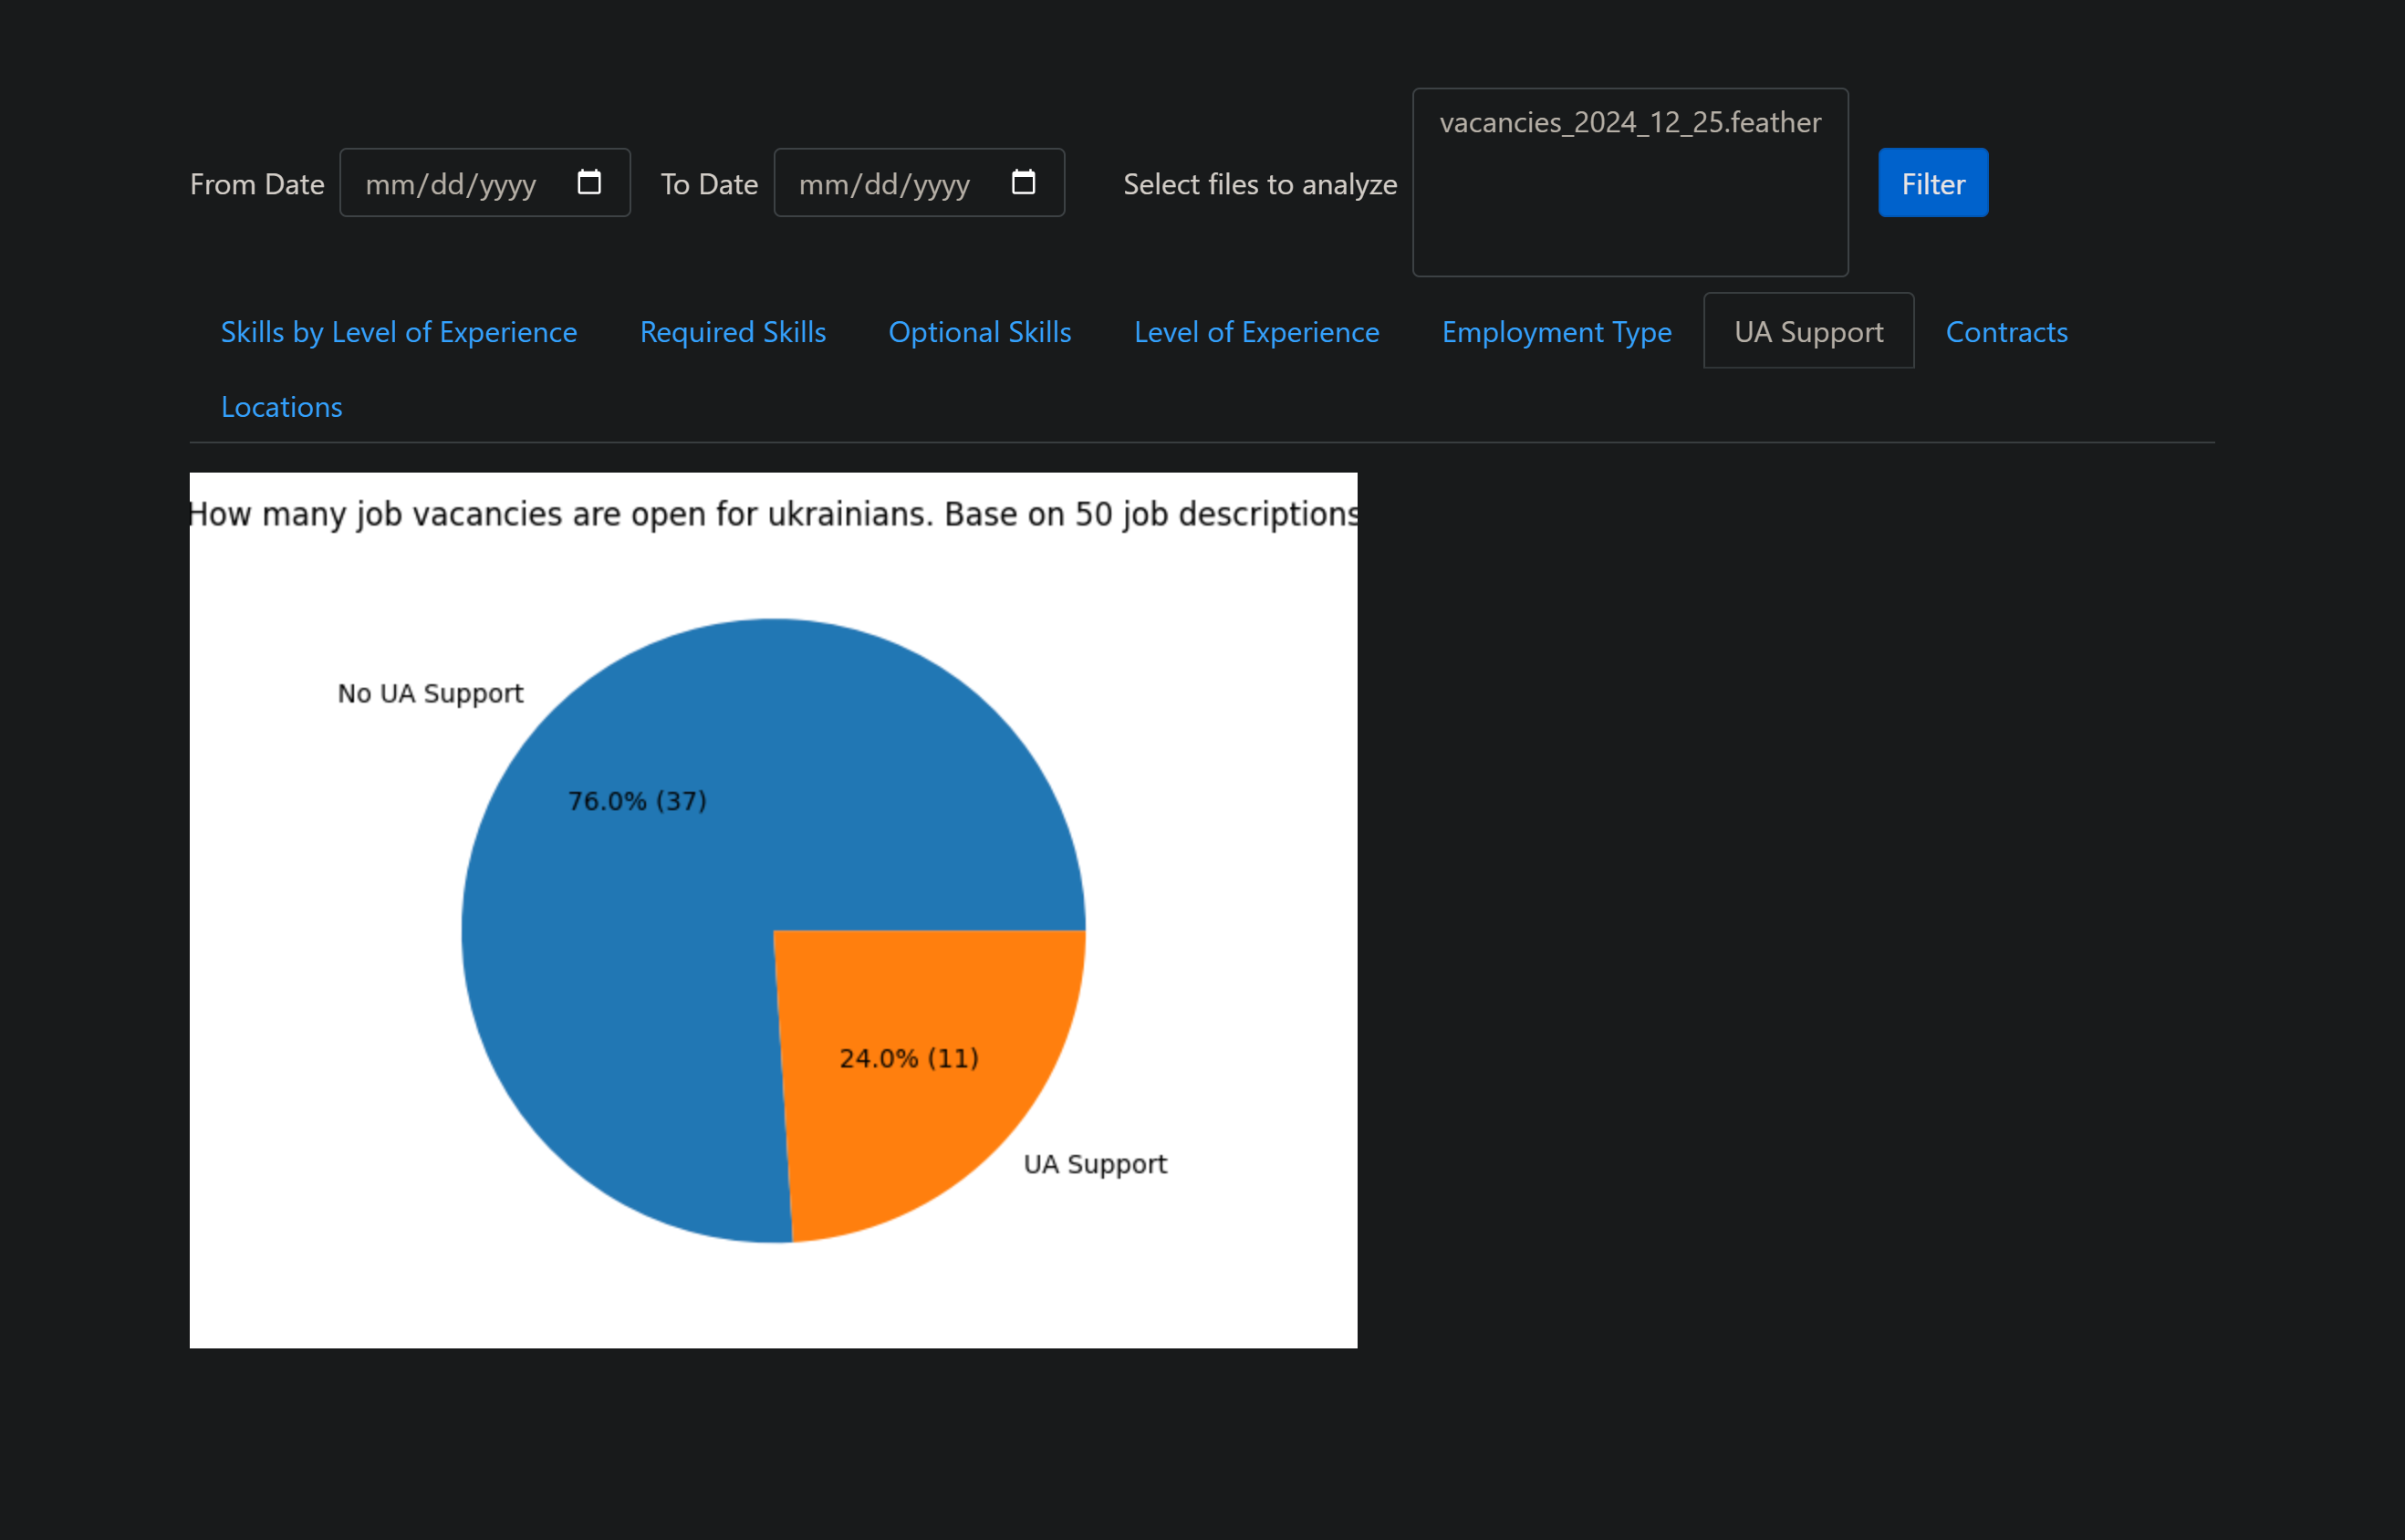 vacancies_2024_12_25.feather
From Date mm/dd/yyyy To Date mm/dd/yyyy Select files to analyze Filter
Skills by Level of Experience Required Skills Optional Skills Level of Experience Employment Type UA Support Contracts
Locations
How many job vacancies are open for ukrainians. Base on 50 job descriptions
No UA Support
76.0% (37)
24.0% (11)
UA Support